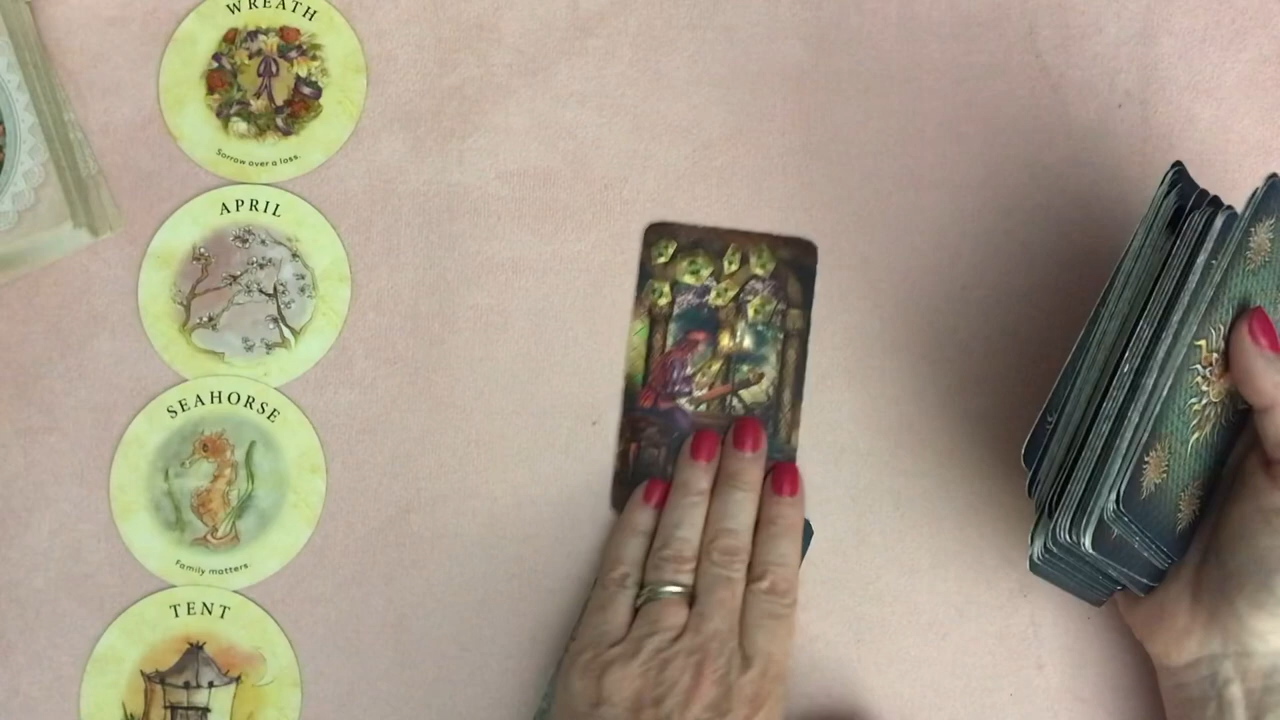 WREATH
Sorrow over a loss.
APRIL
SEAHORSE
Family matters.
TENT